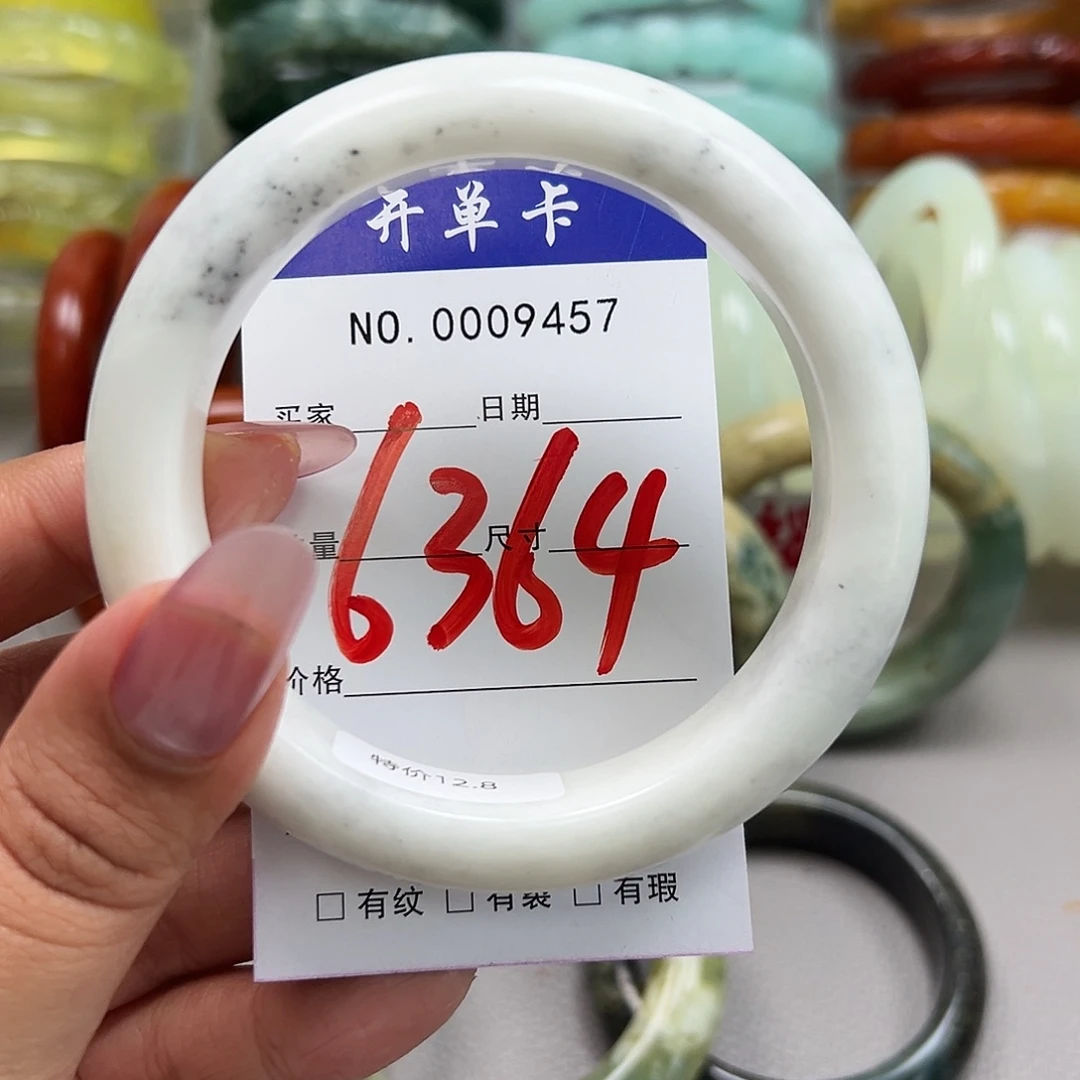 开单卡
NO. 0009457
买家 日期
量 尺寸
6364
价格
特价12.8
□ 有纹 □ 有裂 □ 有瑕